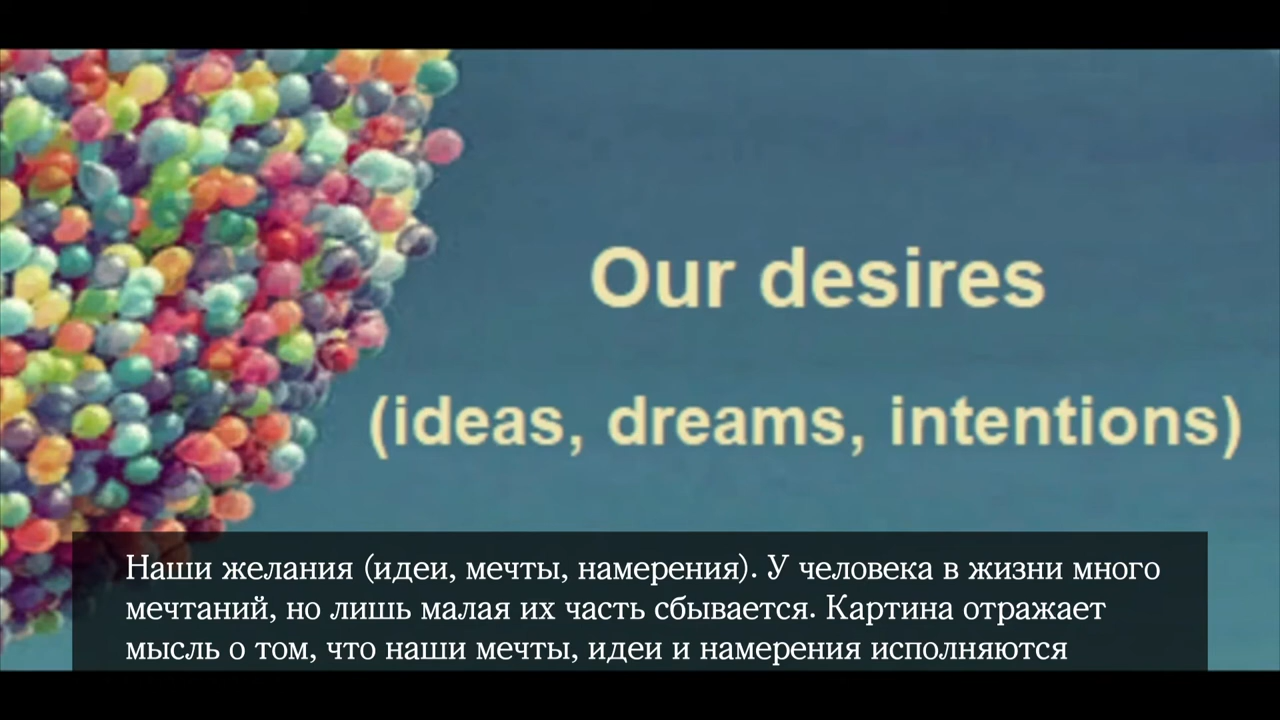 Our desires
(ideas, dreams, intentions)
Наши желания (идеи, мечты, намерения). У человека в жизни много
мечтаний, но лишь малая их часть сбывается. Картина отражает
мысль о том, что наши мечты, идеи и намерения исполняются